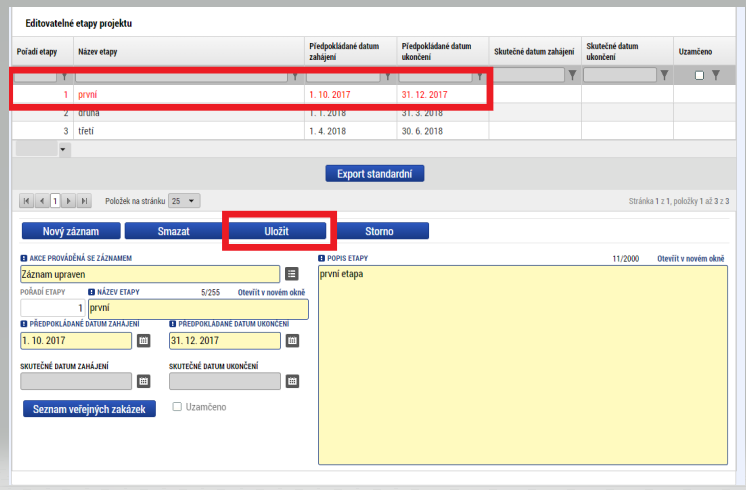 Editovatelné etapy projektu
Pořadí etapy Název etapy Předpokládané datum zahájení Předpokládané datum ukončení Skutečné datum zahájení Skutečné datum ukončení Uzamčeno
1 první 1. 10. 2017 31. 12. 2017
2 druhá 1. 1. 2018 31. 3. 2018
3 třetí 1. 4. 2018 30. 6. 2018
Export standardní
1 Položek na stránku 25 Stránka 1 z 1, položky 1 až 3 z 3
Nový záznam Smazat Uložit Storno
AKCE PROVÁDĚNÁ SE ZÁZNAMEM POPIS ETAPY 11/2000 Otevřít v novém okně
Záznam upraven první etapa
POŘADÍ ETAPY NÁZEV ETAPY 5/255 Otevřít v novém okně
1 první
PŘEDPOKLÁDANÉ DATUM ZAHÁJENÍ PŘEDPOKLÁDANÉ DATUM UKONČENÍ
1. 10. 2017 31. 12. 2017
SKUTEČNÉ DATUM ZAHÁJENÍ SKUTEČNÉ DATUM UKONČENÍ
Seznam veřejných zakázek Uzamčeno